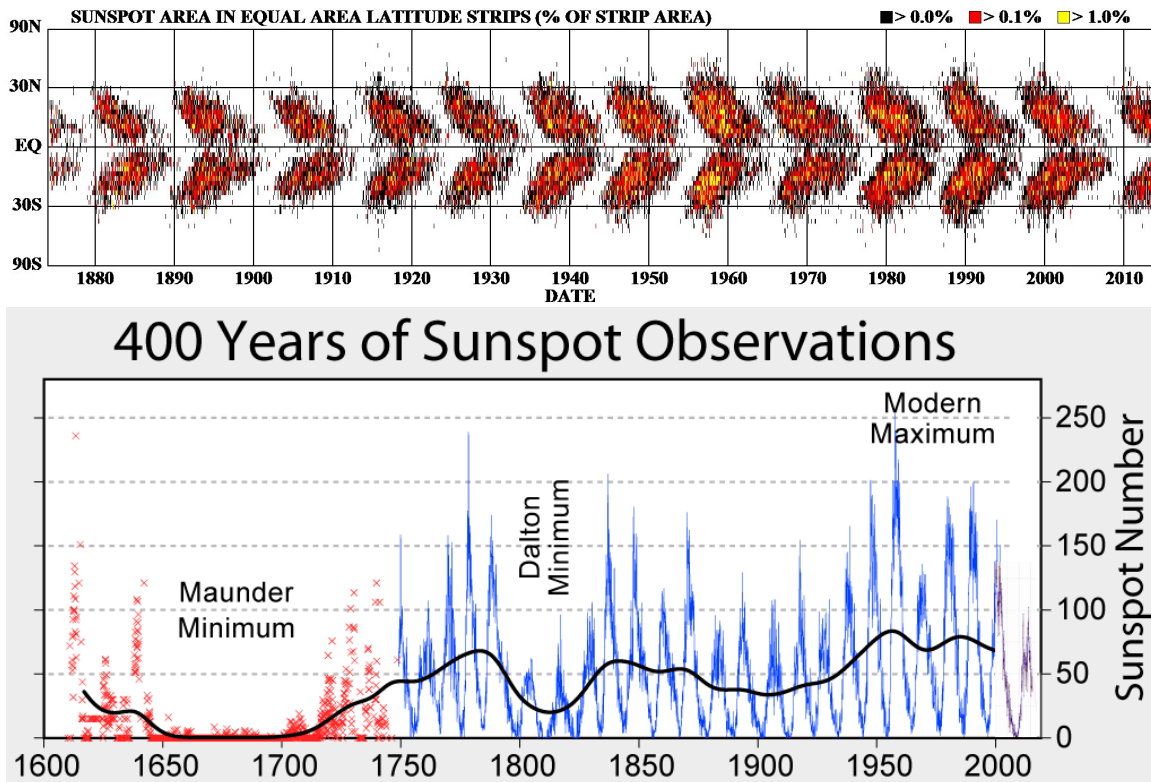 SUNSPOT AREA IN EQUAL AREA LATITUDE STRIPS (% OF STRIP AREA) > 0.0% > 0.1% > 1.0%
90N
30N
EQ
30S
90S
1880 1890 1900 1910 1920 1930 1940 1950 1960 1970 1980 1990 2000 2010
DATE
400 Years of Sunspot Observations
Modern
Maximum
Dalton
Minimum
Maunder
Minimum
250
200
150
100
50
0
Sunspot Number
1600 1650 1700 1750 1800 1850 1900 1950 2000